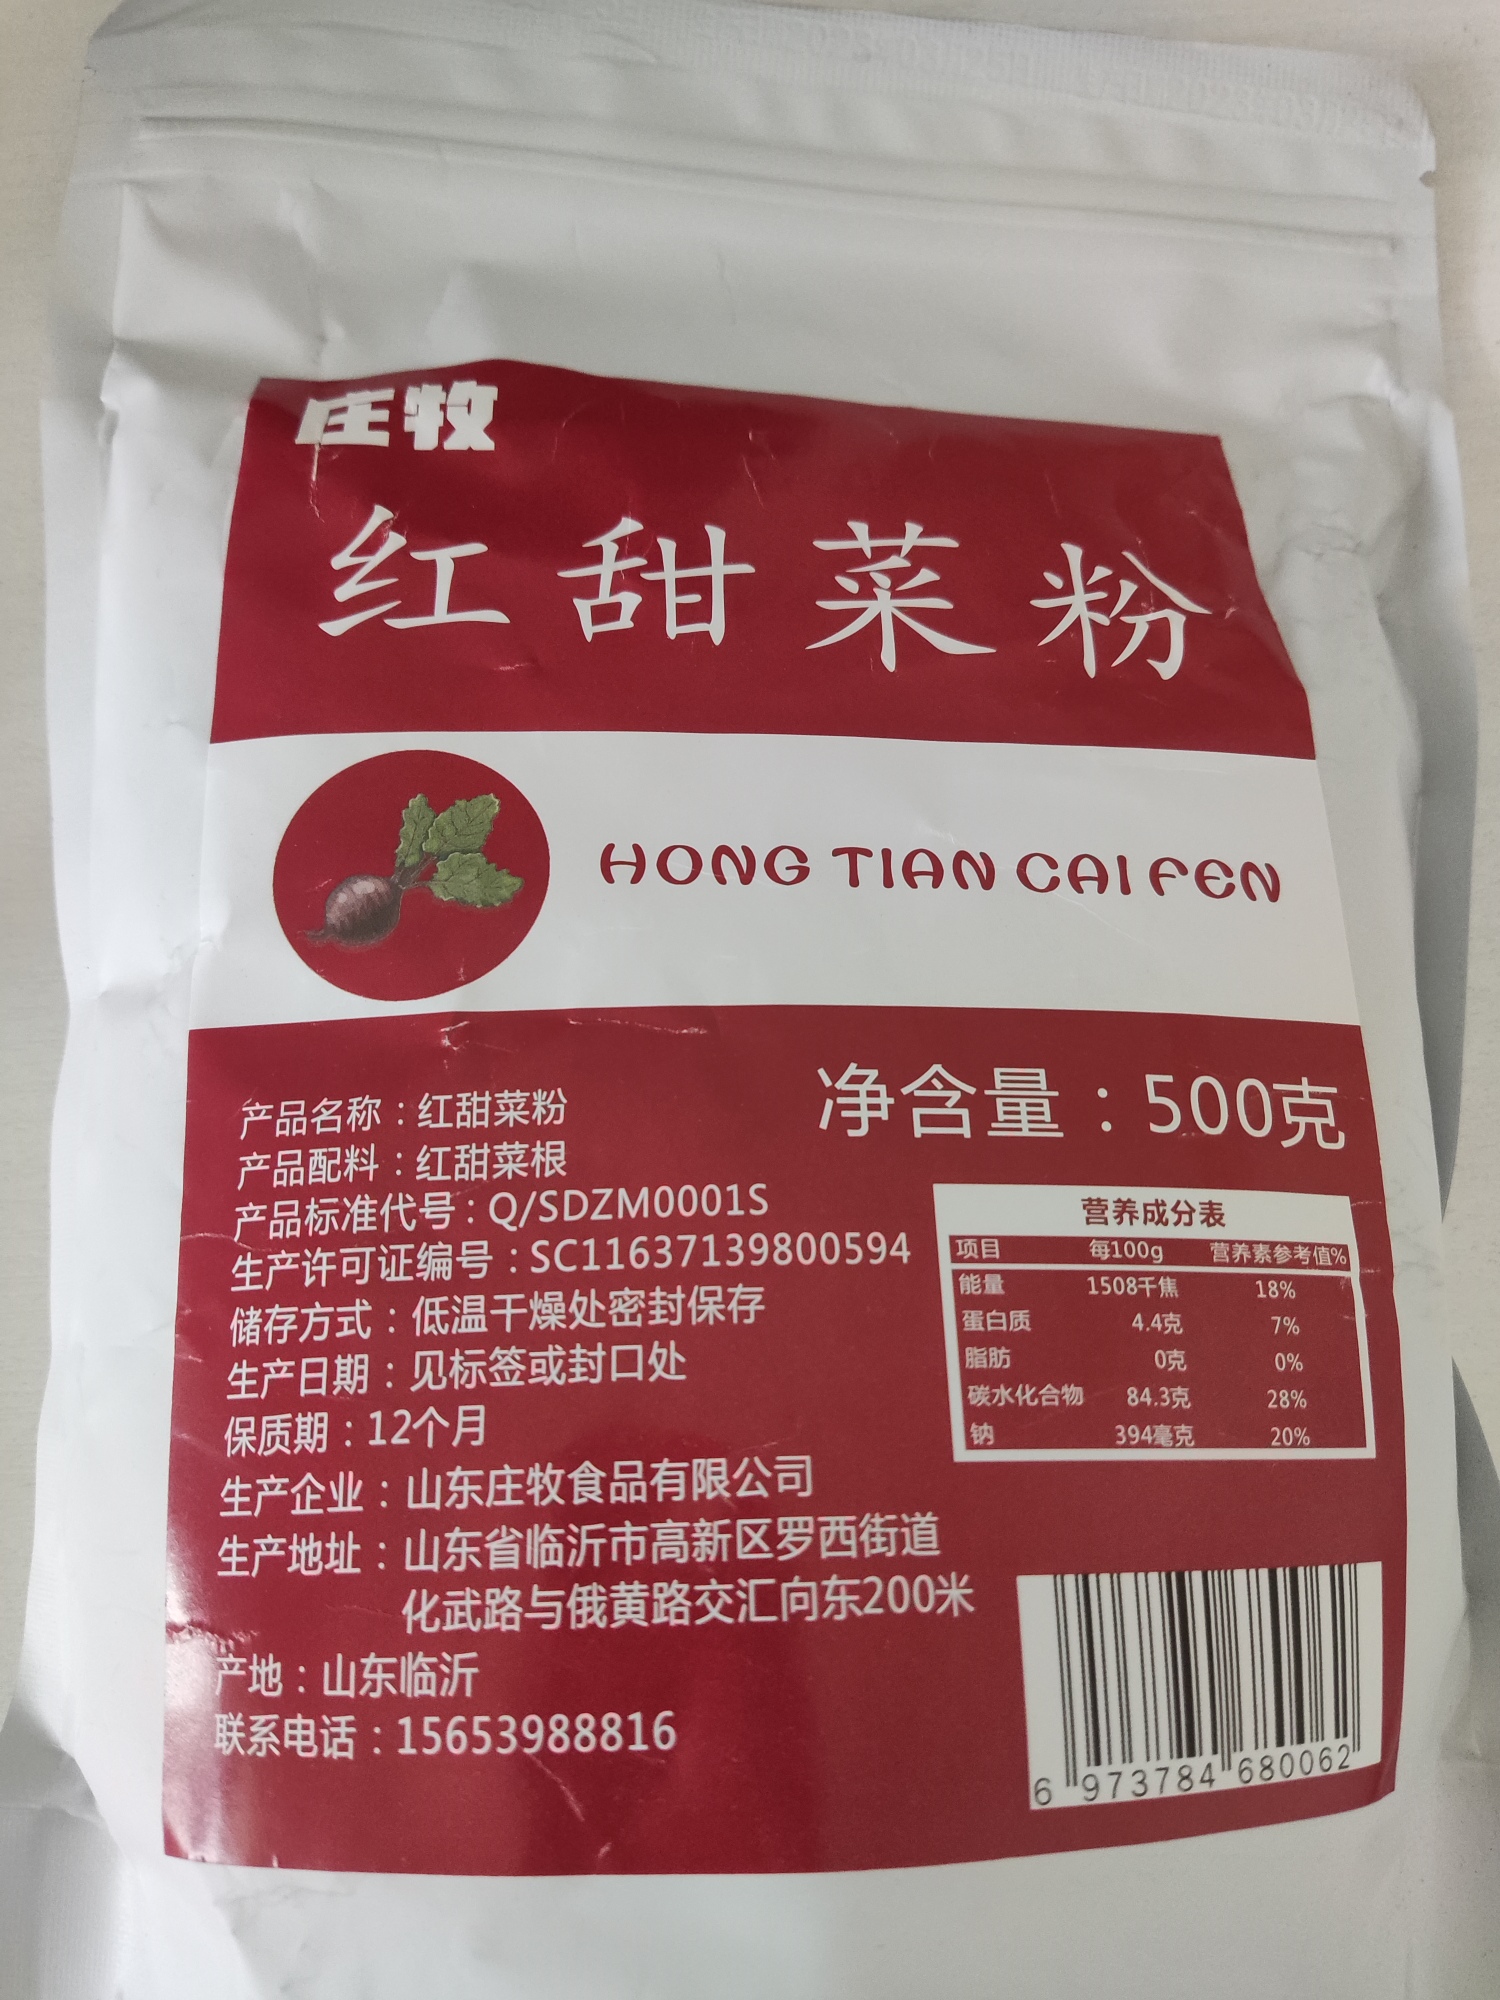 庄牧
红甜菜粉
HONG TIAN CAI FEN
净含量：500克
产品名称：红甜菜粉
产品配料：红甜菜根
产品标准代号：Q/SDZM0001S
生产许可证编号：SC11637139800594
储存方式：低温干燥处密封保存
生产日期：见标签或封口处
保质期：12个月
生产企业：山东庄牧食品有限公司
生产地址：山东省临沂市高新区罗西街道
化武路与俄黄路交汇向东200米
产地：山东临沂
联系电话：15653988816
营养成分表
项目 每100g 营养素参考值%
能量 1508千焦 18%
蛋白质 4.4克 7%
脂肪 0克 0%
碳水化合物 84.3克 28%
钠 394毫克 20%
6 973784 680062